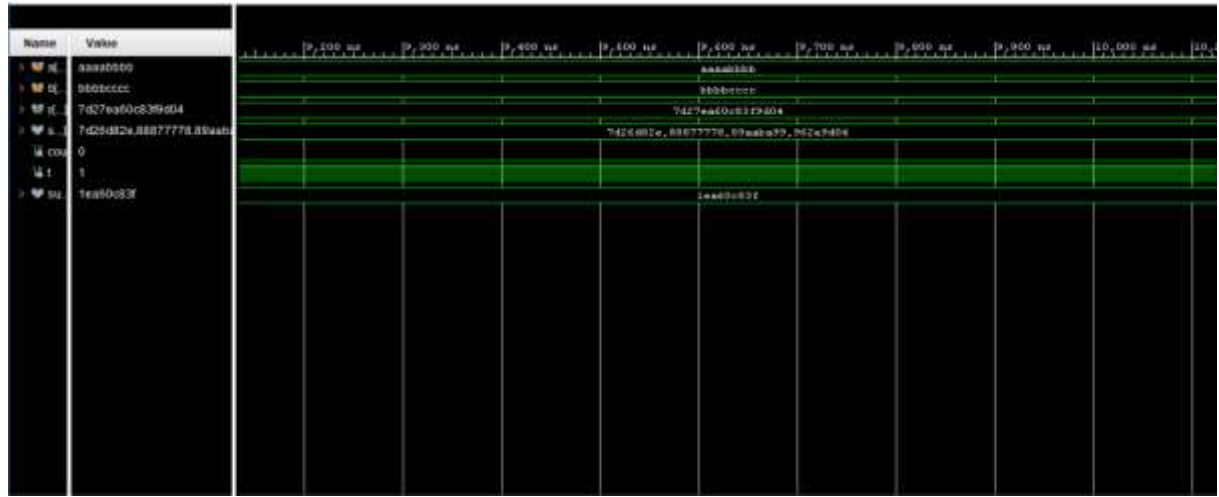 Name Value 9,200 ns 9,300 ns 9,400 ns 9,500 ns 9,600 ns 9,700 ns 9,800 ns 9,900 ns 10,000 ns
aaaabbbb aaaabbbb
bbbbcccc bbbbcccc
7d27ea60c83f9d04 7d27ea60c83f9d04
7d26d82e,88877778,89aaba 7d26d82e,88877778,89aaba99,962e9d04
cou 0
t 1
su... 1ea60c83f 1ea60c83f